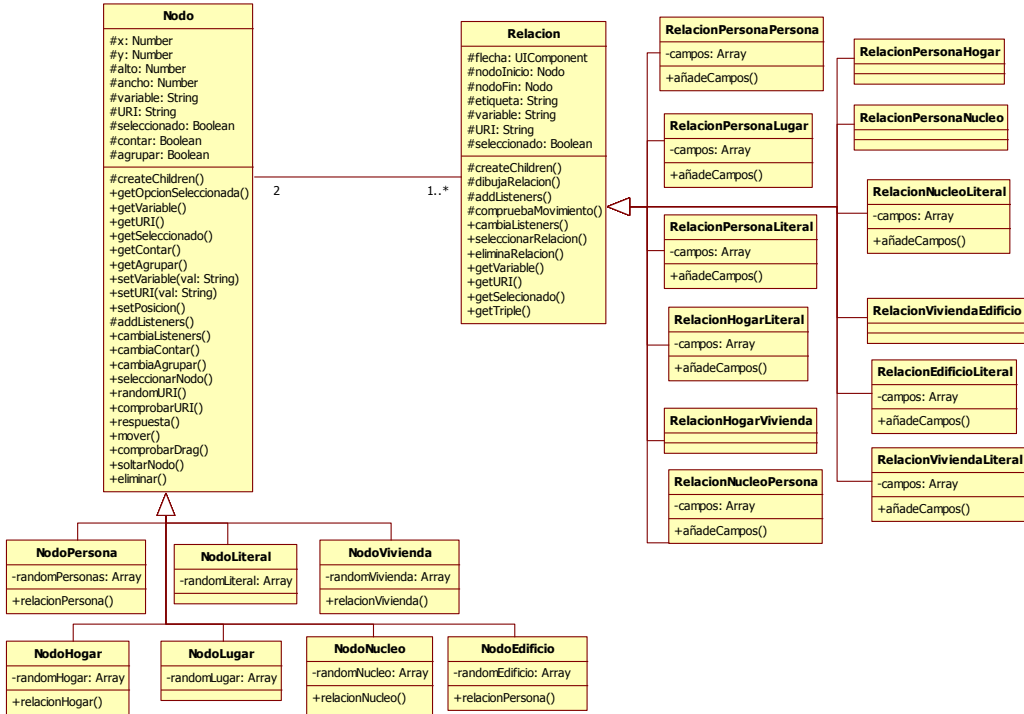 Nodo
#x: Number
#y: Number
#alto: Number
#ancho: Number
#variable: String
#URI: String
#seleccionado: Boolean
#contar: Boolean
#agrupar: Boolean
#createChildren()
+getOpcionSeleccionada()
+getVariable()
+getURI()
+getSeleccionado()
+getContar()
+getAgrupar()
+setVariable(val: String)
+setURI(val: String)
+setPosicion()
#addListeners()
+cambiaListeners()
+cambiaContar()
+cambiaAgrupar()
+seleccionarNodo()
+randomURI()
+comprobarURI()
+respuesta()
+mover()
+comprobarDrag()
+soltarNodo()
+eliminar()
2
1..*
Relacion
#flecha: UIComponent
#nodoInicio: Nodo
#nodoFin: Nodo
#etiqueta: String
#variable: String
#URI: String
#seleccionado: Boolean
#createChildren()
#dibujaRelacion()
#addListeners()
#compruebaMovimiento()
+cambiaListeners()
+seleccionarRelacion()
+eliminaRelacion()
+getVariable()
+getURI()
+getSelecionado()
+getTriple()
RelacionPersonaPersona
-campos: Array
+añadeCampos()
RelacionPersonaLugar
-campos: Array
+añadeCampos()
RelacionPersonaLiteral
-campos: Array
+añadeCampos()
RelacionHogarLiteral
-campos: Array
+añadeCampos()
RelacionHogarVivienda
RelacionNucleoPersona
-campos: Array
+añadeCampos()
RelacionPersonaHogar
RelacionPersonaNucleo
RelacionNucleoLiteral
-campos: Array
+añadeCampos()
RelacionViviendaEdificio
RelacionEdificioLiteral
-campos: Array
+añadeCampos()
RelacionViviendaLiteral
-campos: Array
+añadeCampos()
NodoPersona
-randomPersonas: Array
+relacionPersona()
NodoLiteral
-randomLiteral: Array
NodoVivienda
-randomVivienda: Array
+relacionVivienda()
NodoHogar
-randomHogar: Array
+relacionHogar()
NodoLugar
-randomLugar: Array
NodoNucleo
-randomNucleo: Array
+relacionNucleo()
NodoEdificio
-randomEdificio: Array
+relacionPersona()